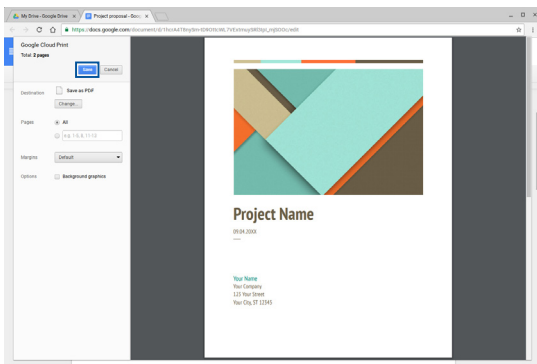 My Drive - Google Drive
Project proposal - Goog
https://docs.google.com
Google Cloud Print
Total: 2 pages
Save Cancel
Destination Save as PDF
Change...
Pages All
e.g. 1-5, 8, 11-13
Margins Default
Options Background graphics
Project Name
09.04.20XX
Your Name
Your Company
123 Your Street
Your City, ST 12345